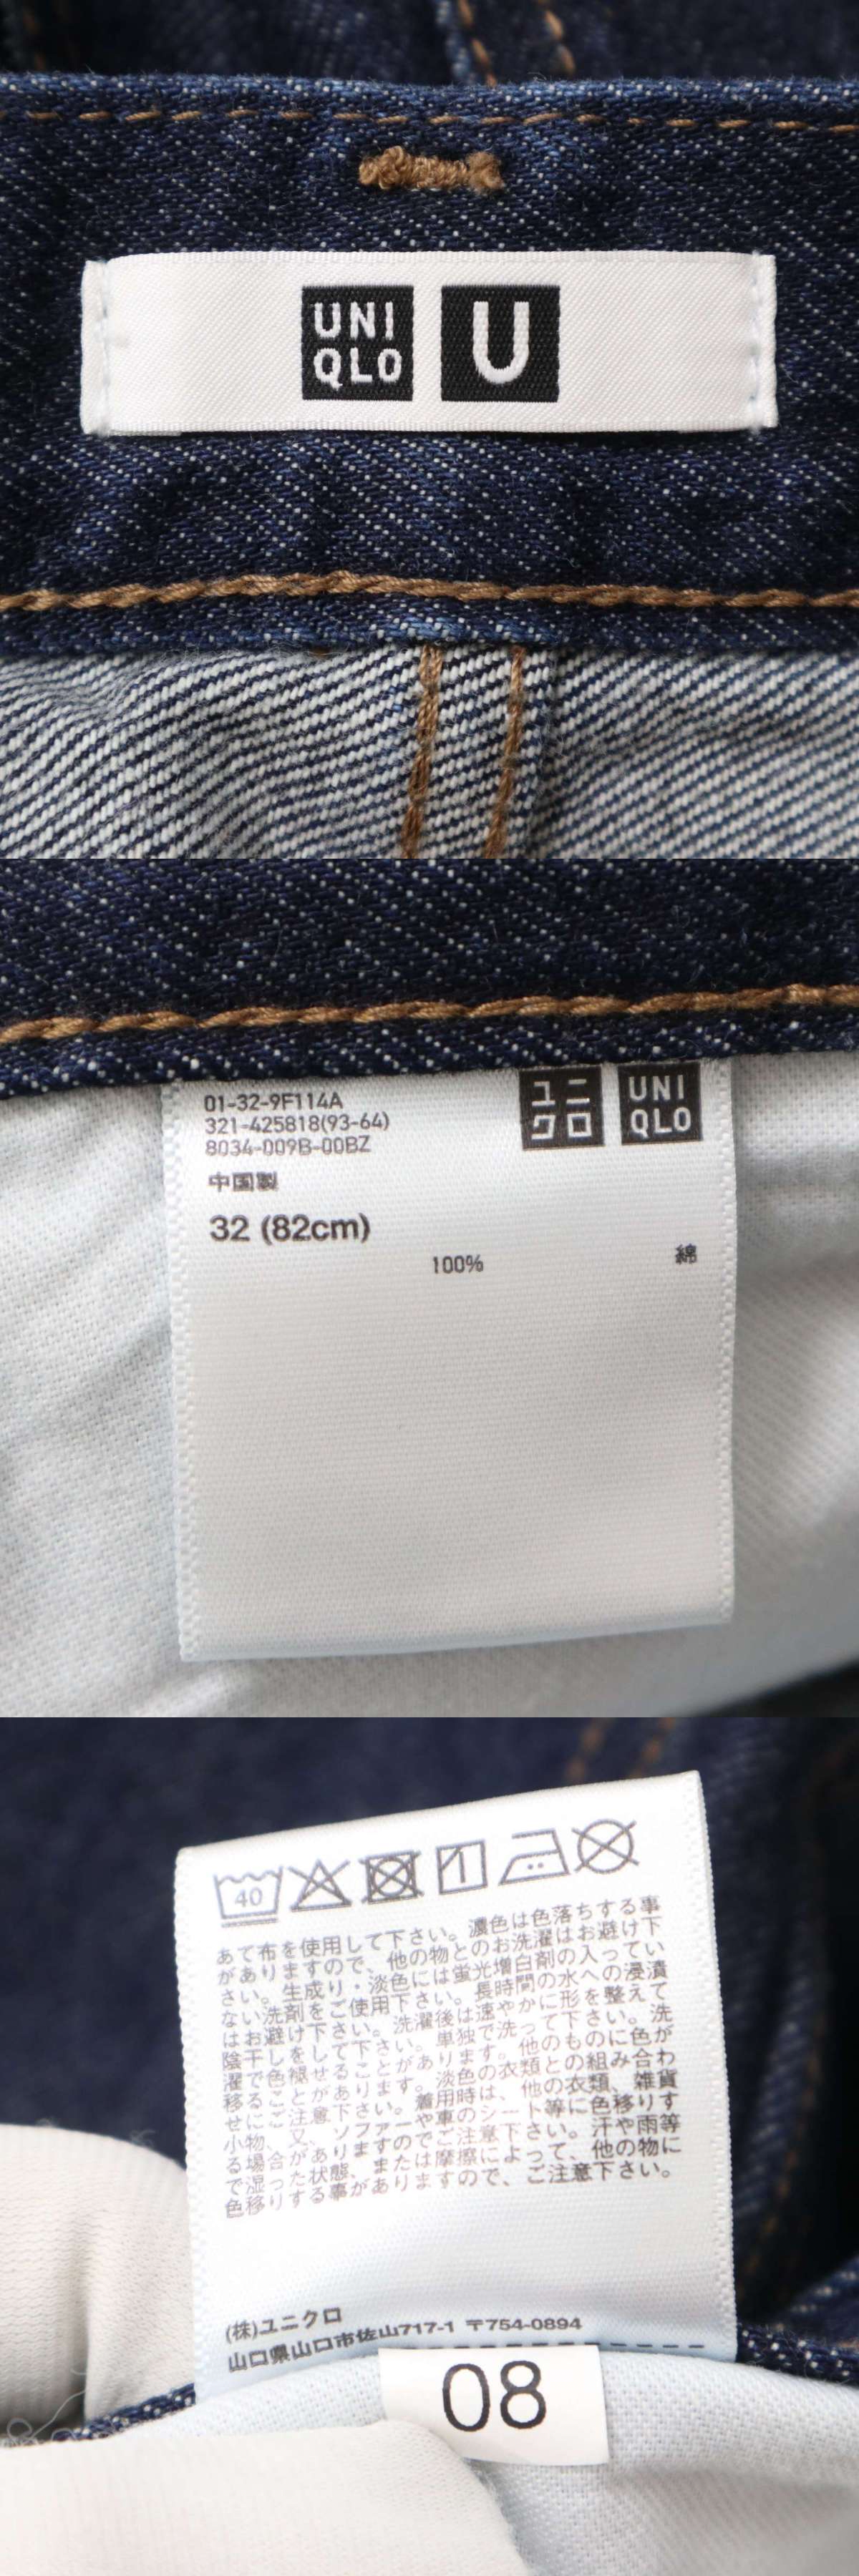 UNI
QLO
U
01-32-9F114A
321-425818(93-64)
8034-009B-00BZ
ユニ
クロ
UNI
QLO
中国製
32 (82cm)
100% 綿
40
あて布を使用して下さい。濃色は色落ちする事
がありますので、他の物とのお洗濯はお避け下
さい。生成り・淡色には蛍光増白剤の入ってい
ない洗剤をご使用下さい。長時間の水への浸漬
はお避け下さい。洗濯後は速やかに形を整えて
陰干しをして下さい。単独で洗って下さい。洗
濯で色褪せることがあります。他のものに色が
移ることがあります。淡色の衣類との組み合わ
せにご注意下さい。着用時は、他の衣類、雑貨
小物、又、ソファーや車のシート等に色移りす
る場合がありますのでご注意下さい。汗や雨等
で湿った状態、または摩擦によって、他の物に
色移りする事がありますので、ご注意下さい。
(株)ユニクロ
山口県山口市佐山717-1 〒754-0894
08